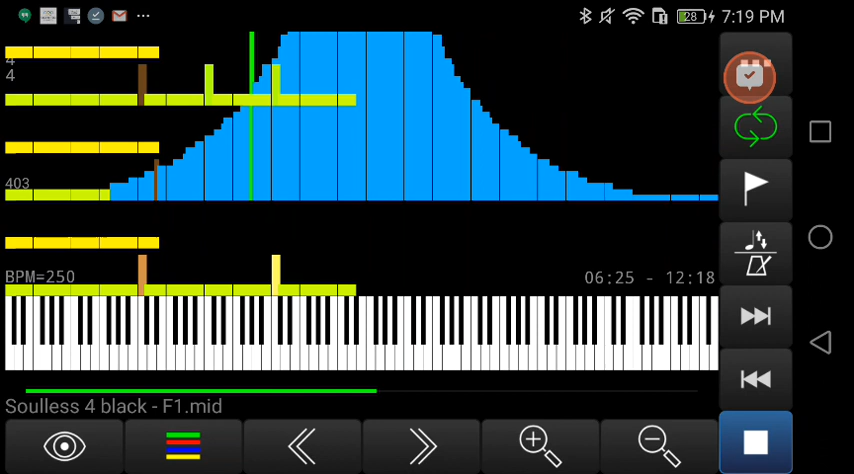 28 7:19 PM
4
4
403
BPM=250 06:25 - 12:18
Soulless 4 black - F1.mid